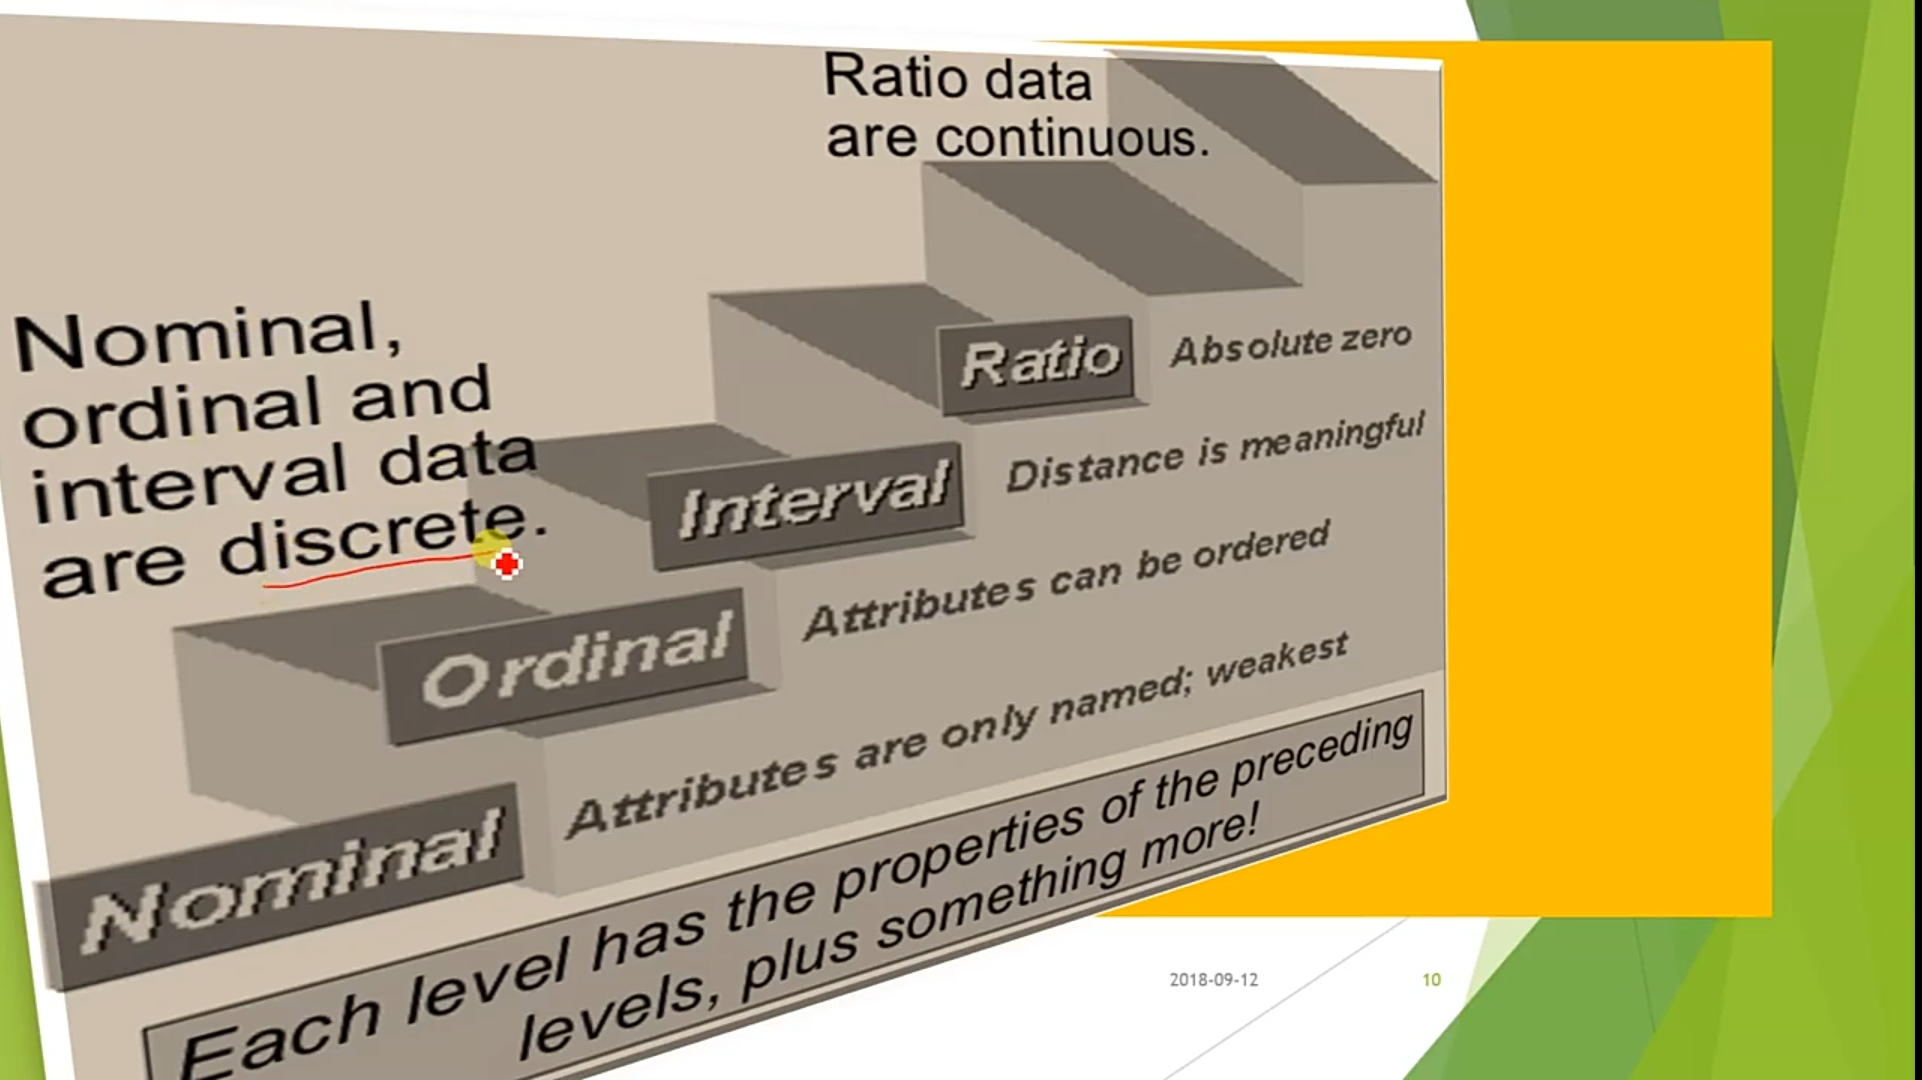 Ratio data
are continuous.
Nominal,
ordinal and
interval data
are discrete.
Ratio
Absolute zero
Interval
Distance is meaningful
Ordinal
Attributes can be ordered
Nominal
Attributes are only named; weakest
Each level has the properties of the preceding
levels, plus something more!
2018-09-12
10